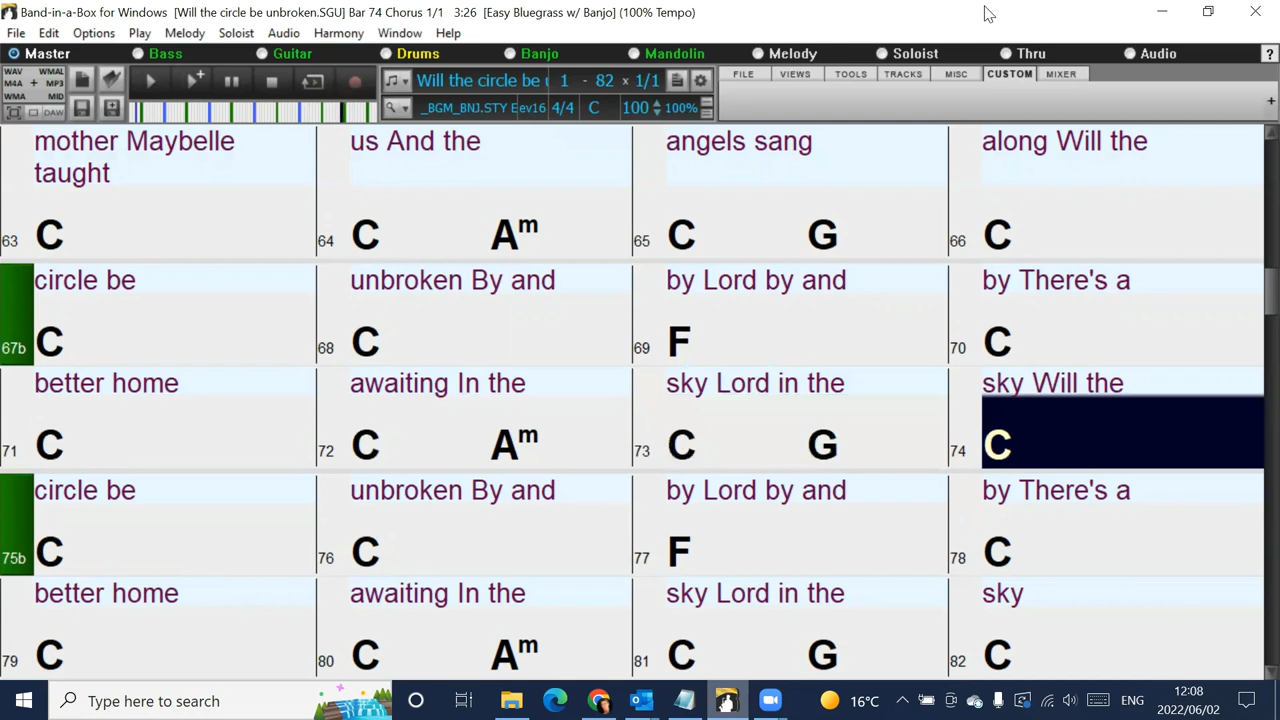 Band-in-a-Box for Windows [Will the circle be unbroken.SGU] Bar 74 Chorus 1/1 3:26 [Easy Bluegrass w/ Banjo] (100% Tempo)
File Edit Options Play Melody Soloist Audio Harmony Window Help
Master Bass Guitar Drums Banjo Mandolin Melody Soloist Thru Audio ?
WAV WMAL
M4A + MP3
WMA MID
DAW
Will the circle be u 1 - 82 x 1/1
_BGM_BNJ.STY E ev16 4/4 C 100 100%
FILE VIEWS TOOLS TRACKS MISC CUSTOM MIXER
+
mother Maybelle us And the angels sang along Will the
taught
63 C 64 C Am 65 C G 66 C
circle be unbroken By and by Lord by and by There's a
67b C 68 C 69 F 70 C
better home awaiting In the sky Lord in the sky Will the
71 C 72 C Am 73 C G 74 C
circle be unbroken By and by Lord by and by There's a
75b C 76 C 77 F 78 C
better home awaiting In the sky Lord in the sky
79 C 80 C Am 81 C G 82 C
Type here to search 16°C ENG 12:08
2022/06/02